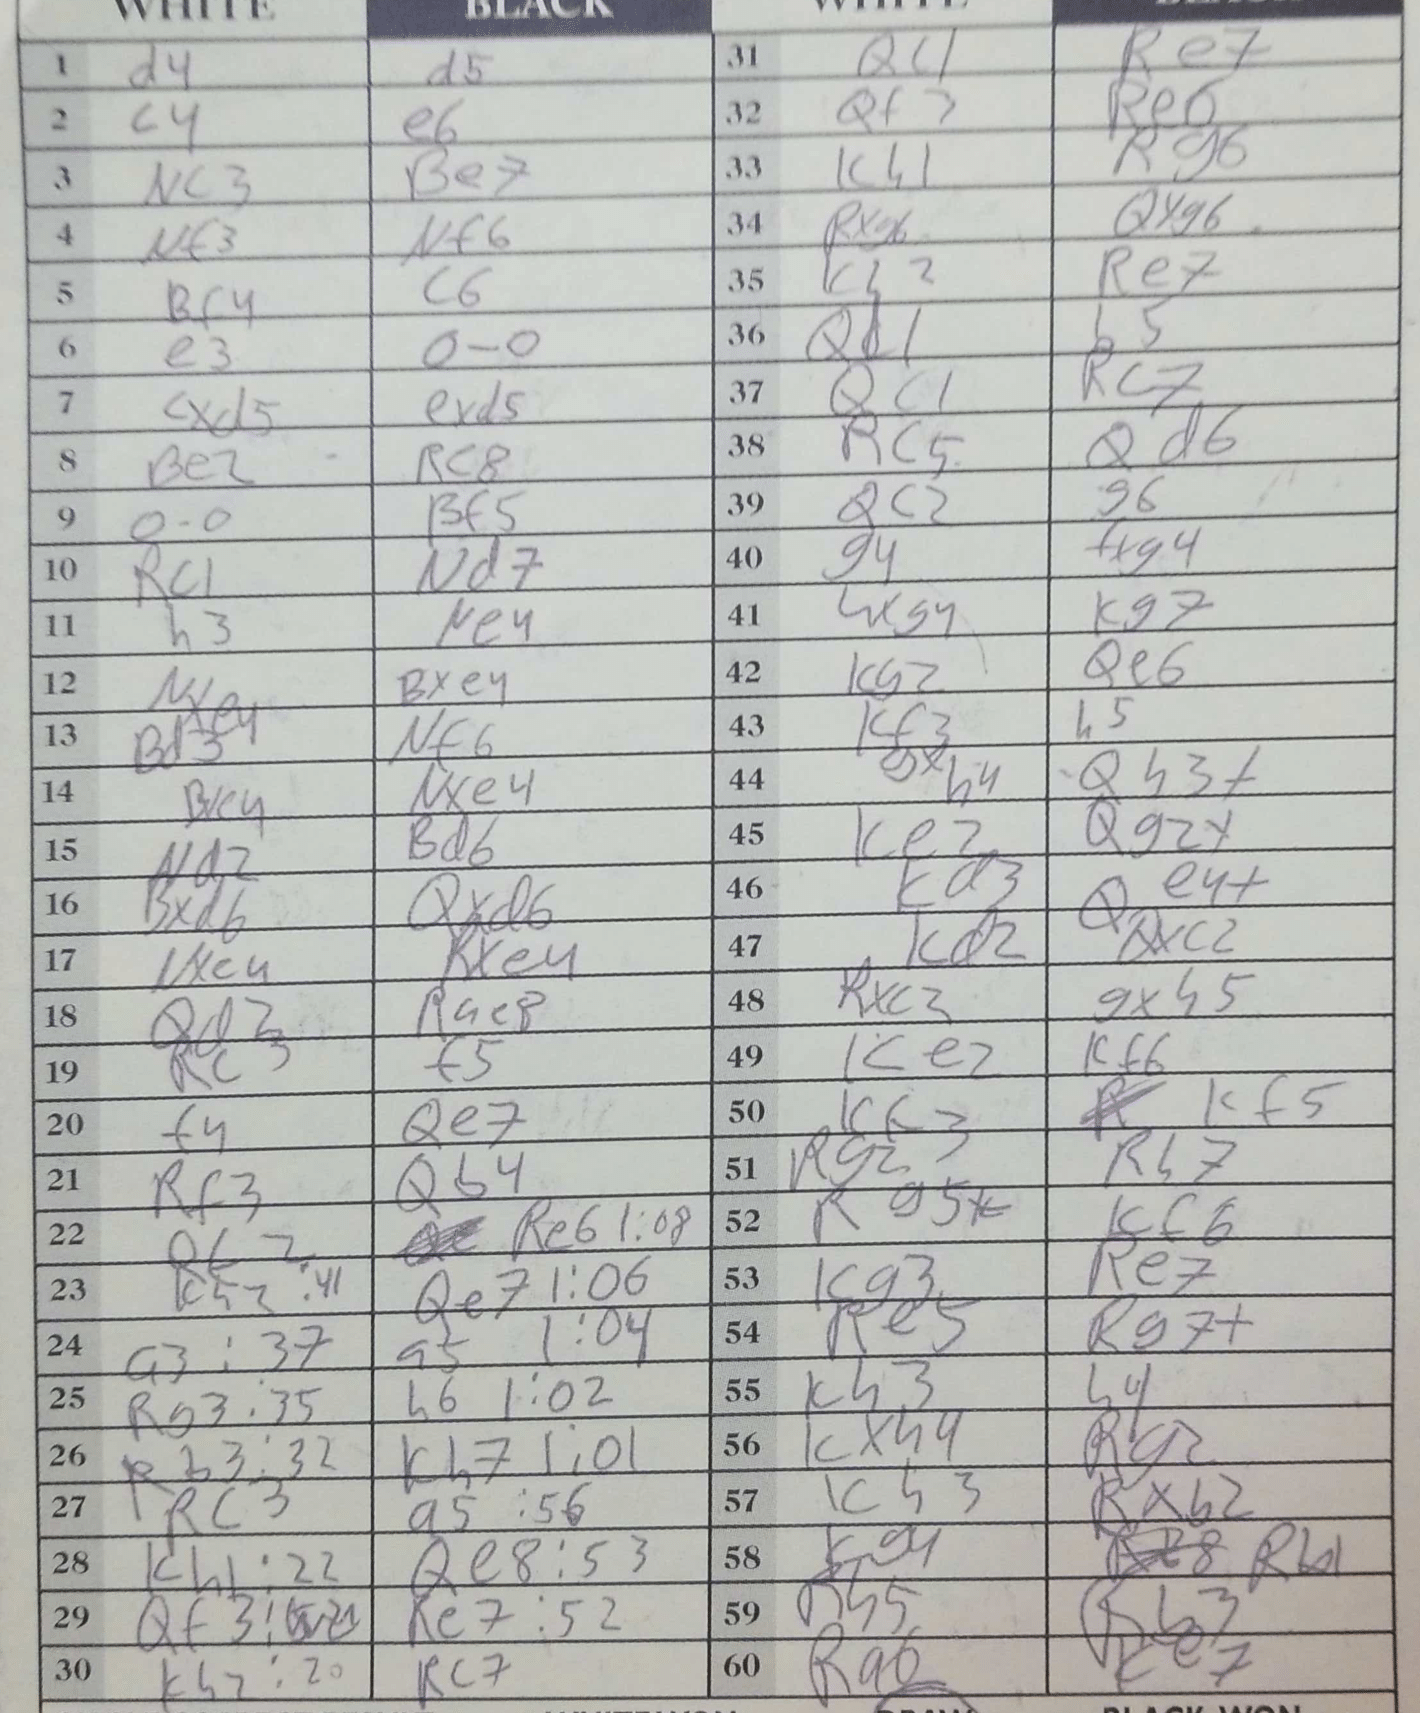 WHITE BLACK WHITE BLACK
1 d4 d5 31 Qc1 Re7
2 c4 e6 32 Qf3 Re6
3 Nc3 Be7 33 Kh1 Rg6
4 Nf3 Nf6 34 Rxg6 Qxg6
5 Bf4 c6 35 Kh2 Re7
6 e3 0-0 36 Qd1 b5
7 cxd5 exd5 37 Qc1 Rc7
8 Be2 Rc8 38 Rc5 Qd6
9 0-0 Bf5 39 Qc2 g6
10 Rc1 Nd7 40 g4 fxg4
11 h3 Ne4 41 hxg4 Kg7
12 Nxe4 Bxe4 42 Kg2 Qe6
13 Bd3 Nf6 43 Kf3 h5
14 Bxe4 Nxe4 44 gxh4 Qh3+
15 Nd2 Bd6 45 Ke2 Qg2+
16 Bxd6 Qxd6 46 Kd3 Qe4+
17 Nxe4 Rxe4 47 Kd2 Qxc2
18 Qd3 Rae8 48 Rxc2 gxh5
19 Rc3 f5 49 Ke2 Kf6
20 f4 Qe7 50 Kf3 Kf5
21 Rf3 Qb4 51 Rg2 Rh7
22 Re6 1:08 52 Rg5+ Kf6
23 Kh2 :41 Qe7 1:06 53 Kg3 Re7
24 a3 : 37 a5 1:04 54 Re5 Rg7+
25 Rg3 :35 h6 1:02 55 Kh3 h4
26 Rb3 :32 Kh7 1:01 56 Kxh4 Rg2
27 Rc3 a5 :56 57 Kh3 Rxb2
28 Kh1 :22 Qe8 :53 58 Kg4 Rb1
29 Qf3 Re7 :52 59 Rh5 Rb3
30 Kh2 :20 Rc7 60 Ra6 Ke7
DRAW BLACK WON